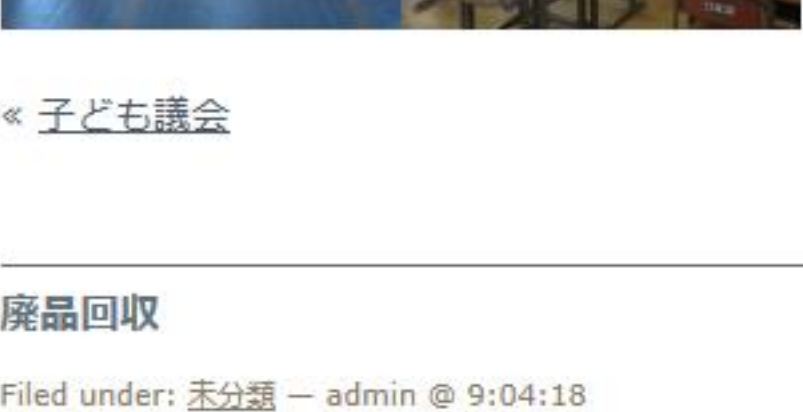 « 子ども議会
廃品回収
Filed under: 未分類 — admin @ 9:04:18